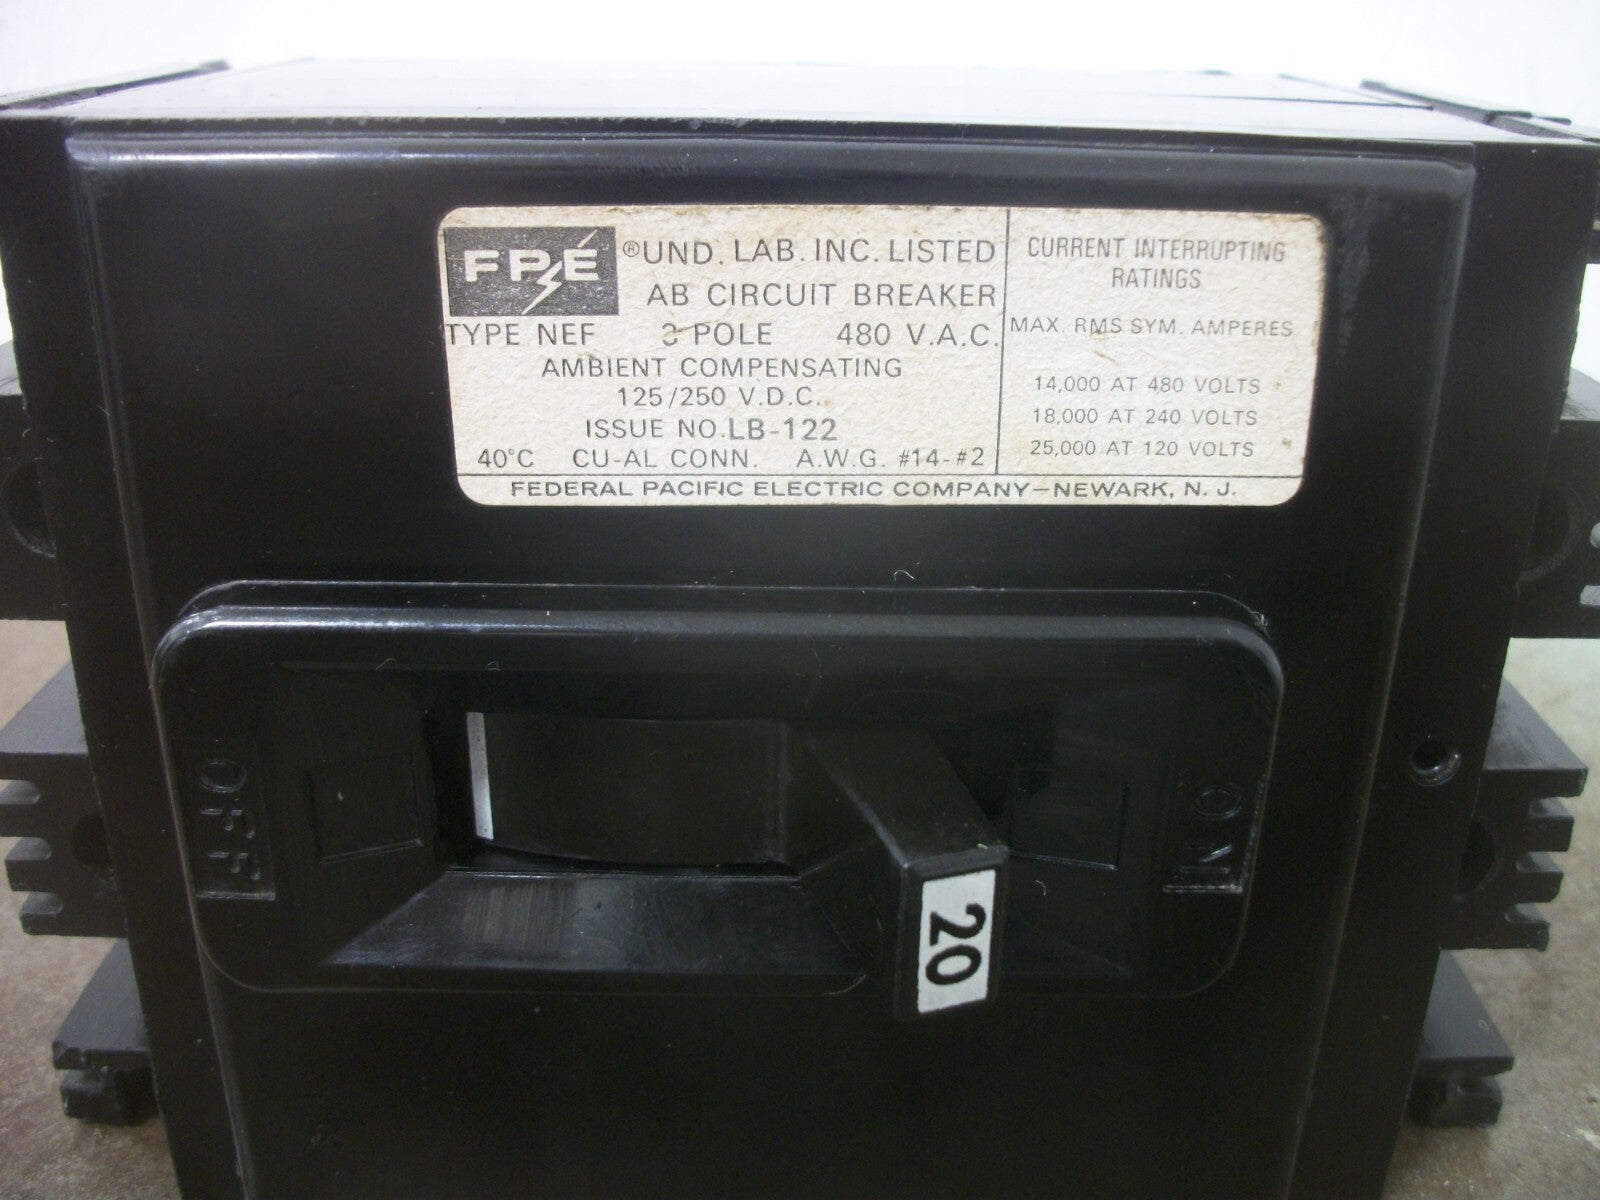 FPE ®UND. LAB. INC. LISTED
AB CIRCUIT BREAKER
TYPE NEF 3 POLE 480 V.A.C.
AMBIENT COMPENSATING
125/250 V.D.C.
ISSUE NO. LB-122
40°C CU-AL CONN. A.W.G. #14-#2
CURRENT INTERRUPTING
RATINGS
MAX. RMS SYM. AMPERES
14,000 AT 480 VOLTS
18,000 AT 240 VOLTS
25,000 AT 120 VOLTS
FEDERAL PACIFIC ELECTRIC COMPANY—NEWARK, N. J.
OFF
ON
20